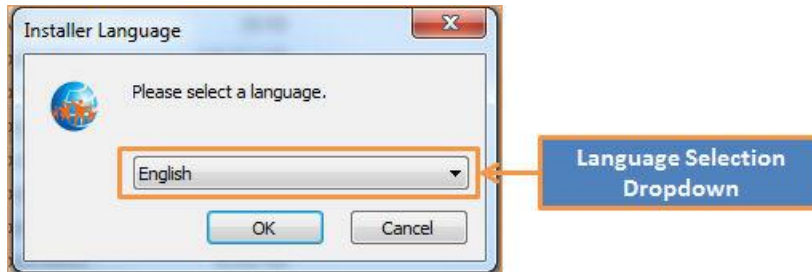 Installer Language
Please select a language.
English
OK
Cancel
Language Selection
Dropdown